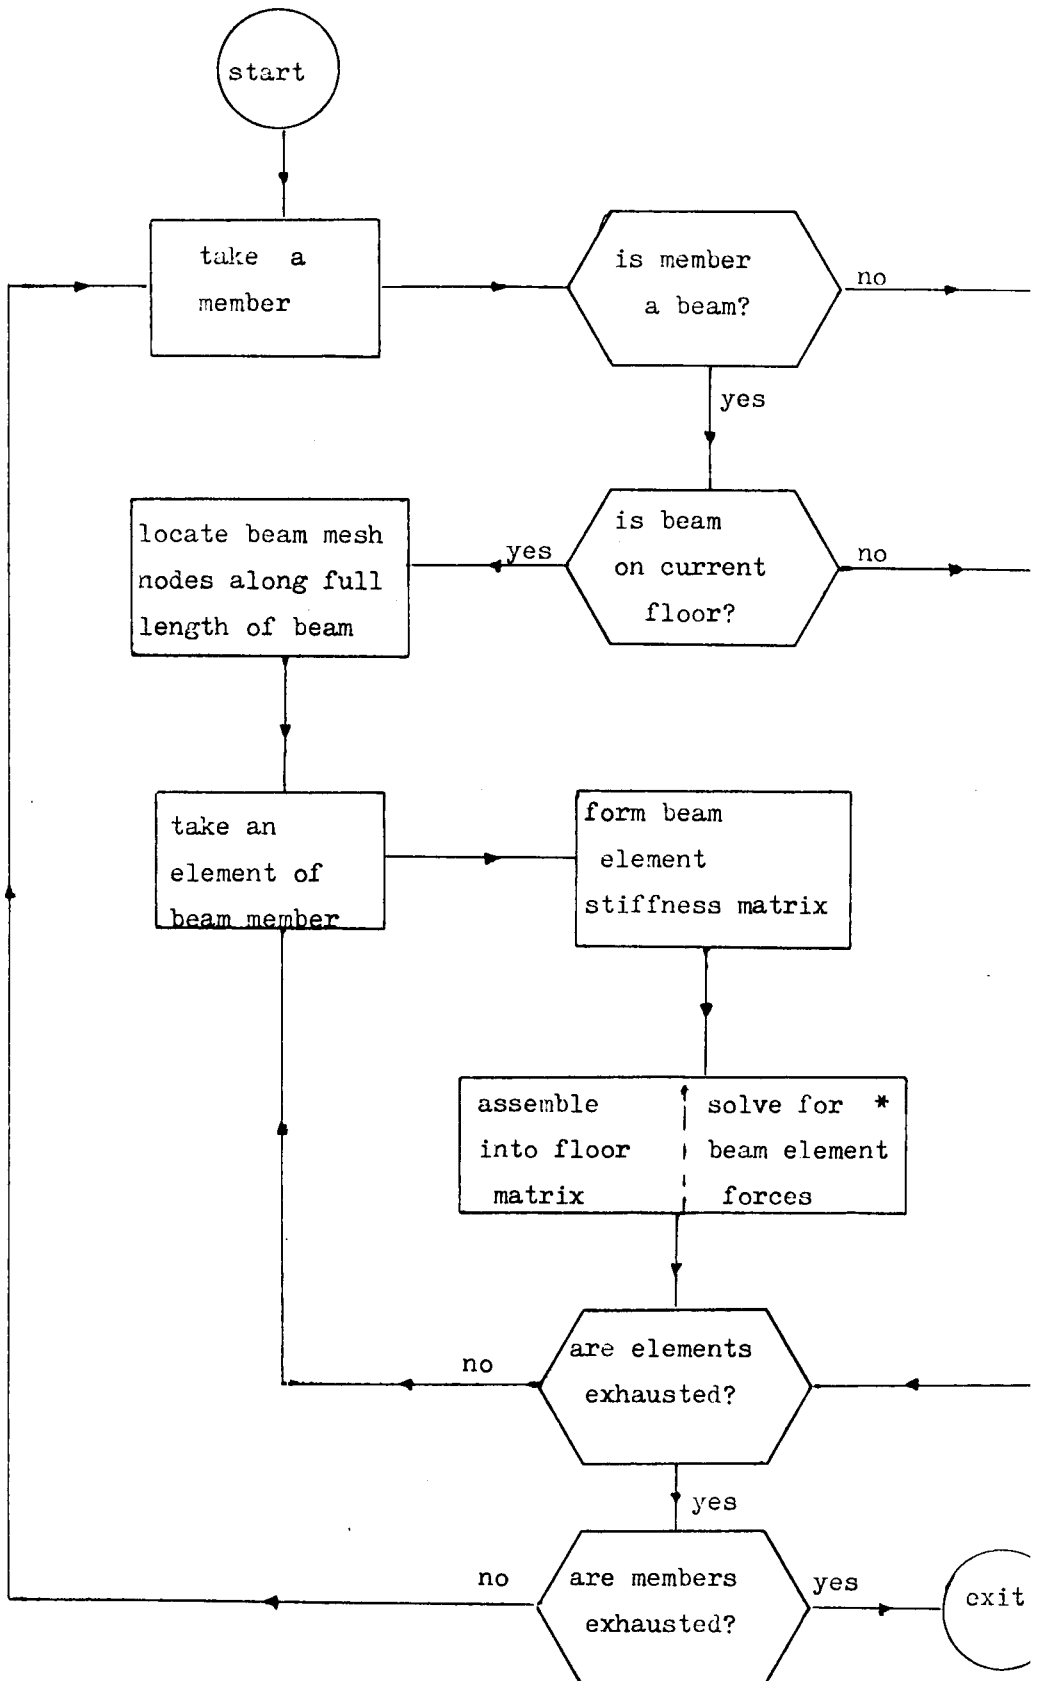 start
take a
member
is member
a beam?
no
yes
is beam
on current
floor?
no
yes
locate beam mesh
nodes along full
length of beam
take an
element of
beam member
form beam
element
stiffness matrix
assemble
into floor
matrix
solve for *
beam element
forces
are elements
exhausted?
no
yes
are members
exhausted?
no
yes
exit